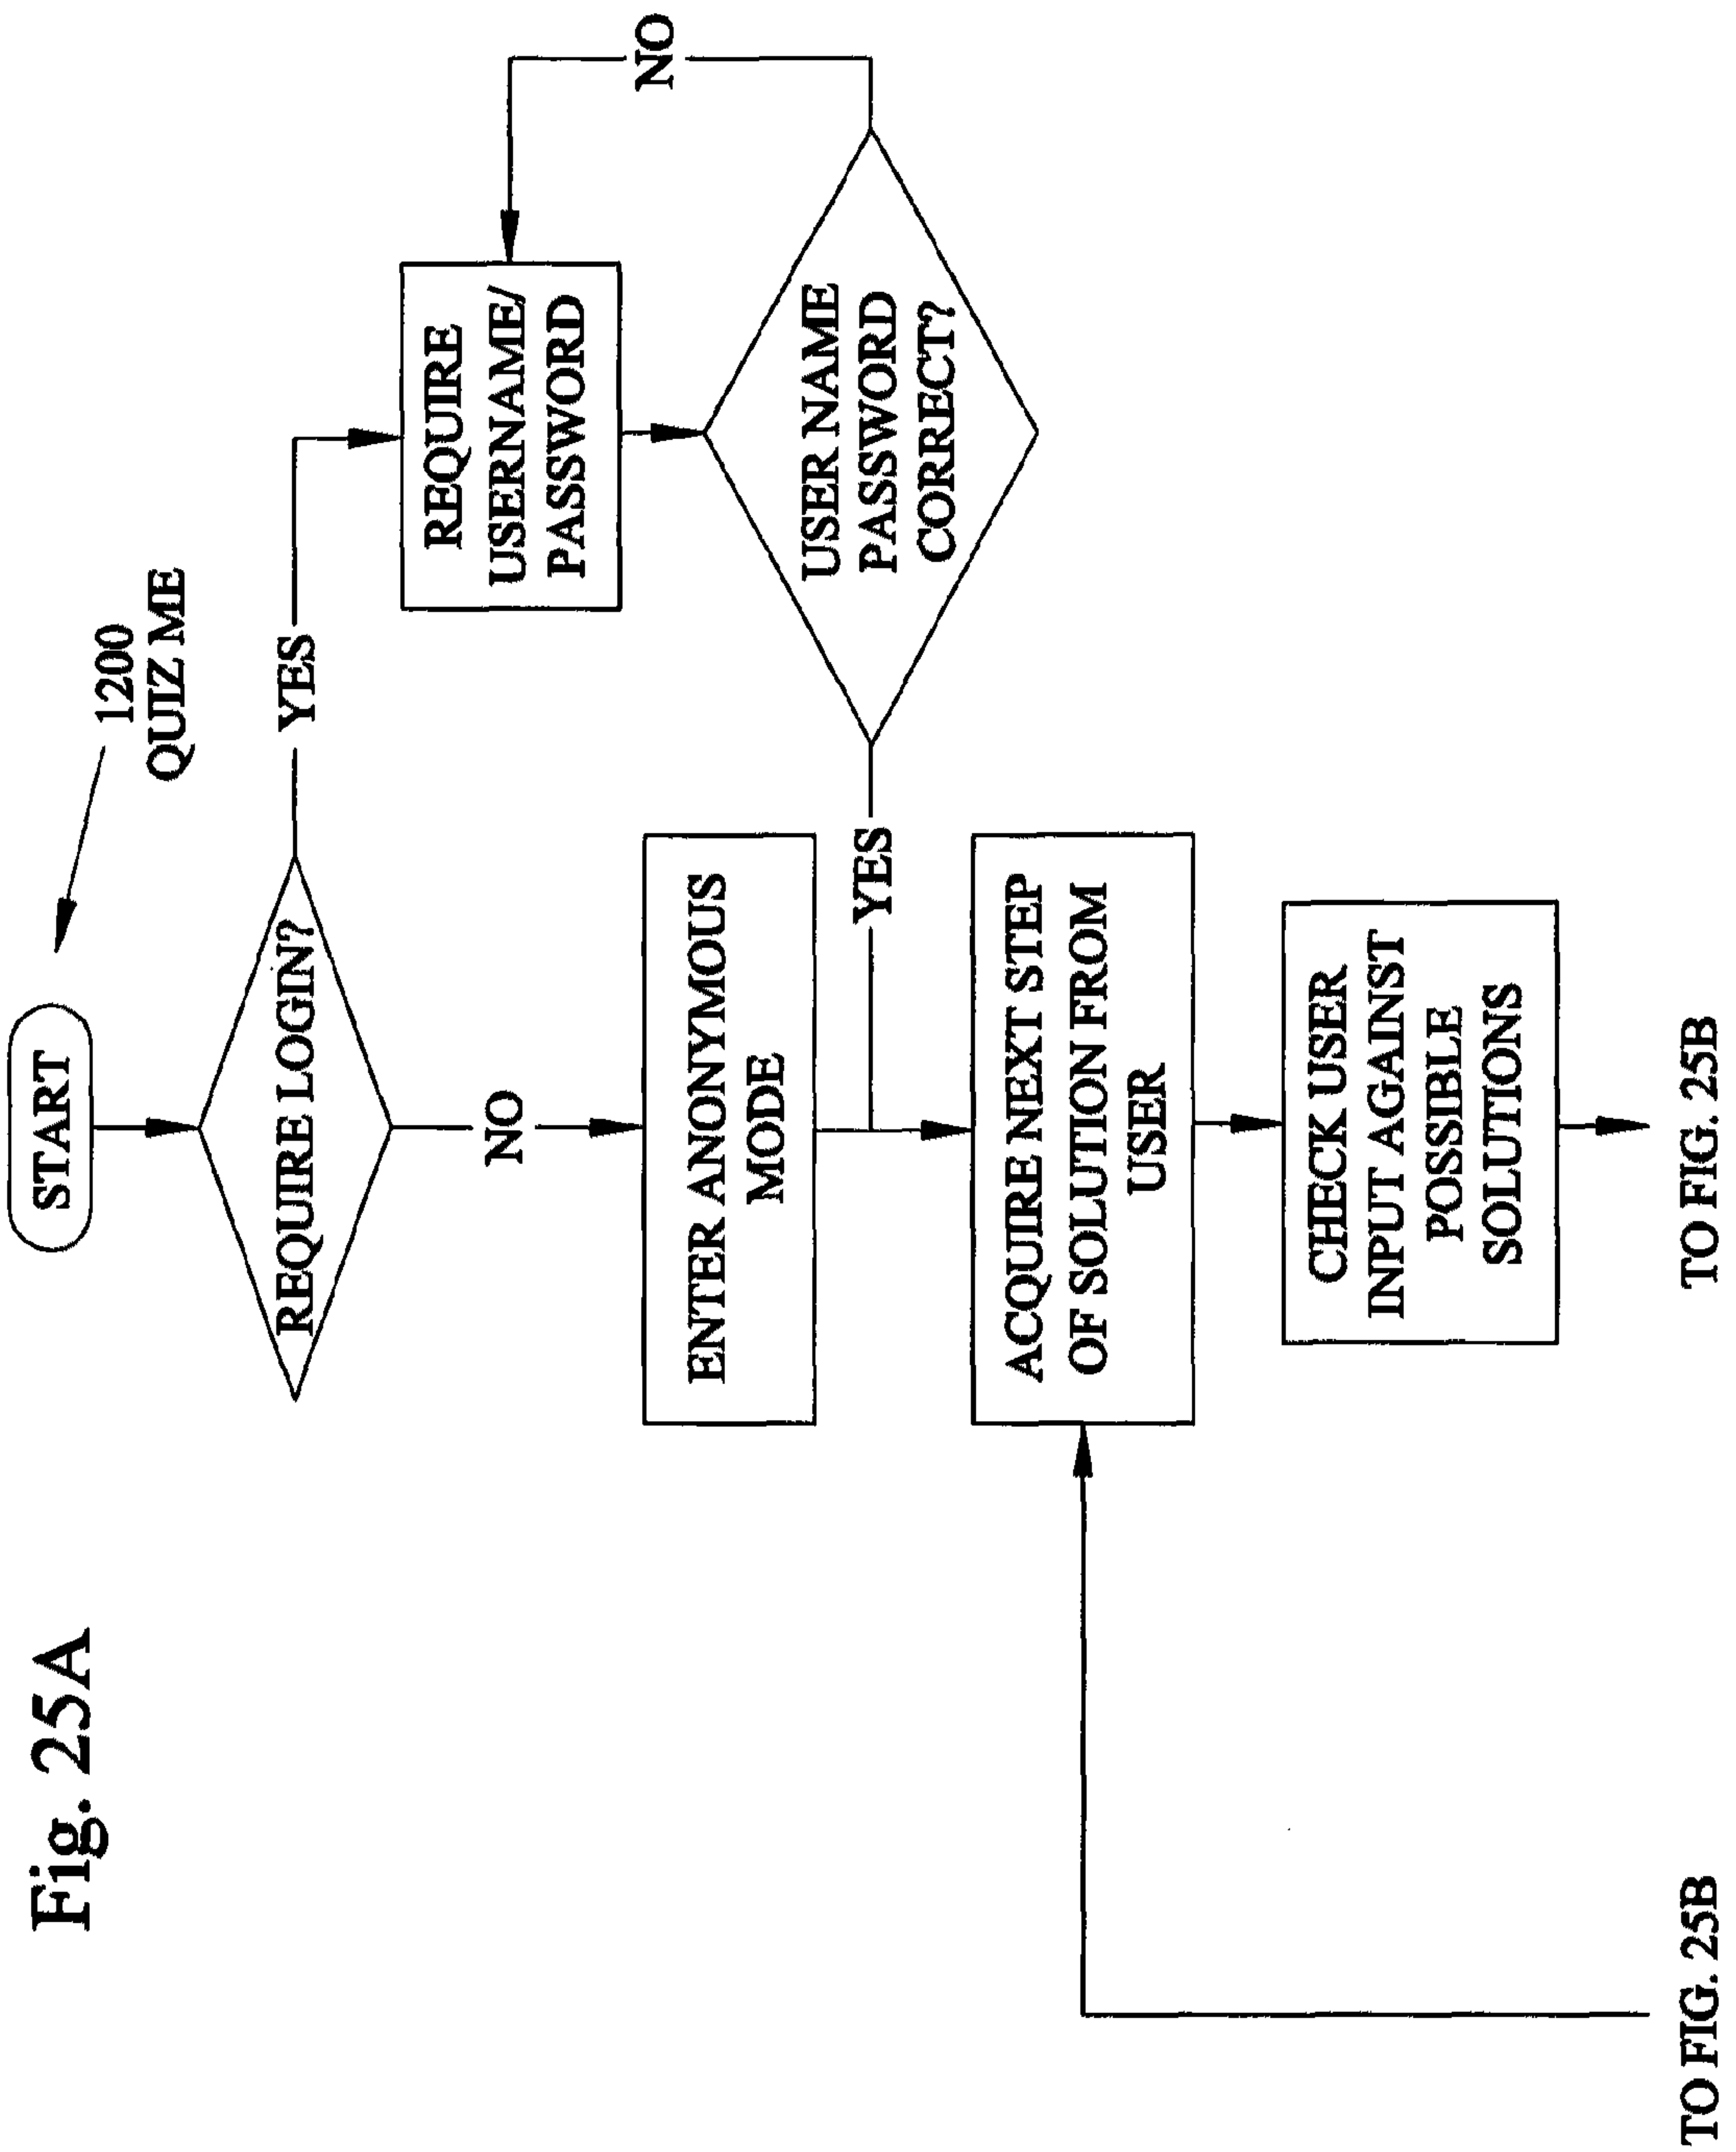 Fig. 25A
START
1200
QUIZ ME
REQUIRE LOGIN?
YES
NO
REQUIRE
USERNAME/
PASSWORD
NO
USER NAME
PASSWORD
CORRECT?
YES
ENTER ANONYMOUS
MODE
ACQUIRE NEXT STEP
OF SOLUTION FROM
USER
CHECK USER
INPUT AGAINST
POSSIBLE
SOLUTIONS
TO FIG. 25B
TO FIG. 25B